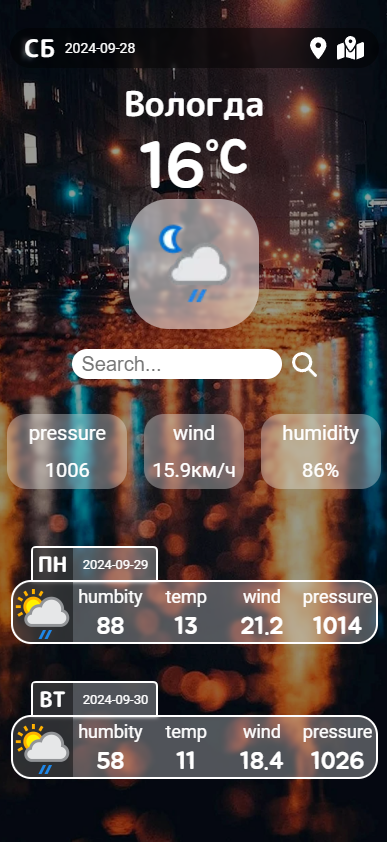 СБ 2024-09-28
Вологда
16°C
Search...
pressure wind humidity
1006 15.9км/ч 86%
ПН 2024-09-29
humbity temp wind pressure
88 13 21.2 1014
ВТ 2024-09-30
humbity temp wind pressure
58 11 18.4 1026